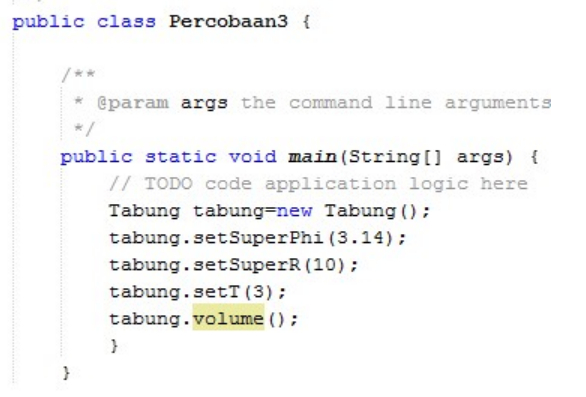 public class Percobaan3 {
/**
* @param args the command line arguments
*/
public static void main(String[] args) {
// TODO code application logic here
Tabung tabung=new Tabung();
tabung.setSuperPhi(3.14);
tabung.setSuperR(10);
tabung.setT(3);
tabung.volume();
}
}